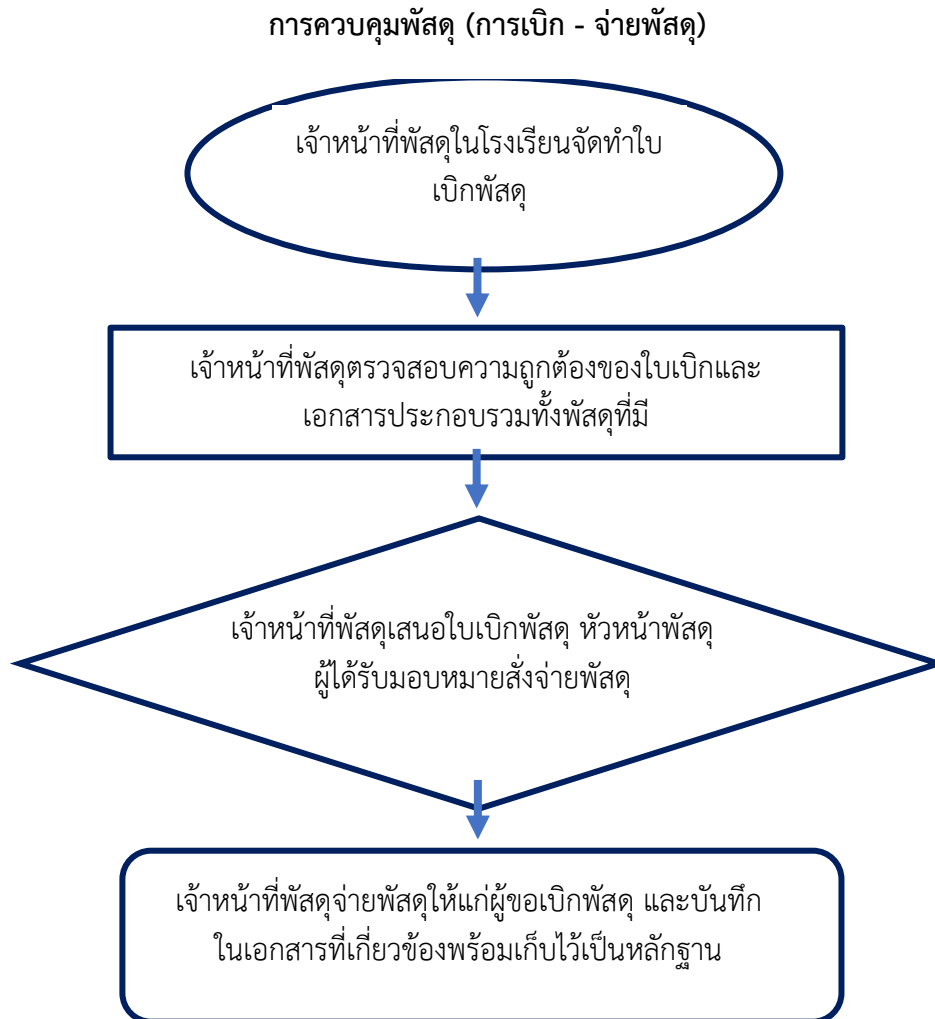 การควบคุมพัสดุ (การเบิก - จ่ายพัสดุ)
เจ้าหน้าที่พัสดุในโรงเรียนจัดทำใบ
เบิกพัสดุ
เจ้าหน้าที่พัสดุตรวจสอบความถูกต้องของใบเบิกและ
เอกสารประกอบรวมทั้งพัสดุที่มี
เจ้าหน้าที่พัสดุเสนอใบเบิกพัสดุ หัวหน้าพัสดุ
ผู้ได้รับมอบหมายสั่งจ่ายพัสดุ
เจ้าหน้าที่พัสดุจ่ายพัสดุให้แก่ผู้ขอเบิกพัสดุ และบันทึก
ในเอกสารที่เกี่ยวข้องพร้อมเก็บไว้เป็นหลักฐาน